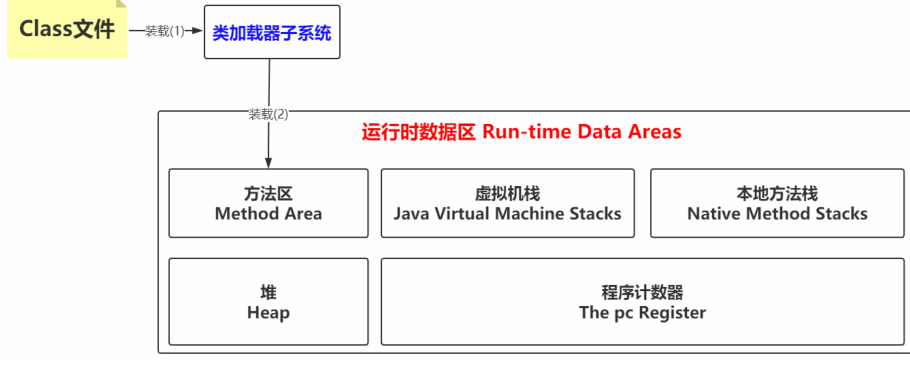 Class文件
装载(1)
类加载器子系统
装载(2)
运行时数据区 Run-time Data Areas
方法区
Method Area
虚拟机栈
Java Virtual Machine Stacks
本地方法栈
Native Method Stacks
堆
Heap
程序计数器
The pc Register